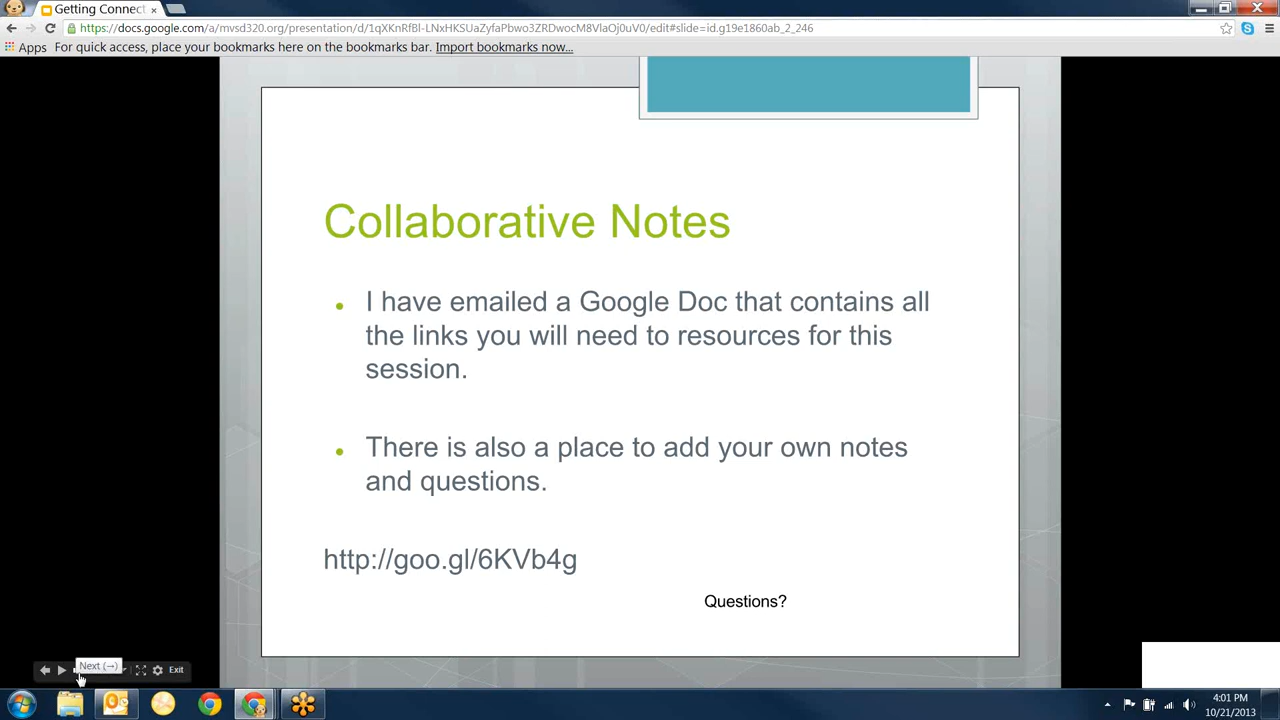 Getting Connect
https://docs.google.com/a/mvsd320.org/presentation/d/1qXKnRfBl-LNxHKSUaZyfaPbwo3ZRDwcM8VlaOj0uV0/edit#slide=id.g19e1860ab_2_246
Apps For quick access, place your bookmarks here on the bookmarks bar. Import bookmarks now...
Collaborative Notes
• I have emailed a Google Doc that contains all
the links you will need to resources for this
session.
• There is also a place to add your own notes
and questions.
http://goo.gl/6KVb4g
Questions?
Next (→)
Exit
4:01 PM
10/21/2013